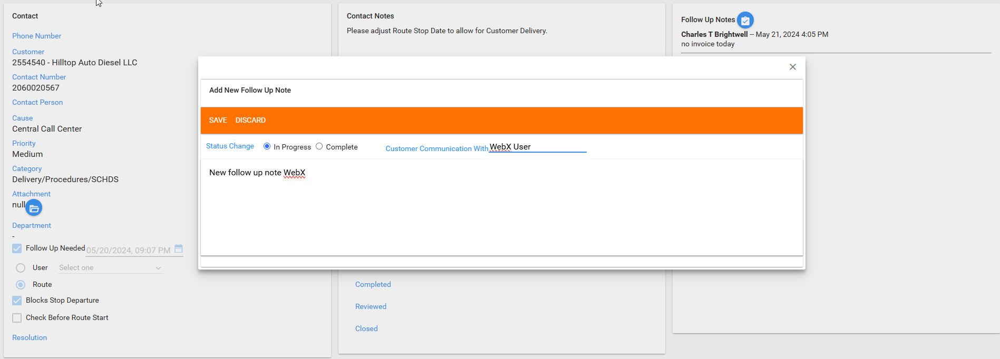 Contact
Phone Number
Customer
2554540 - Hilltop Auto Diesel LLC
Contact Number
2060020567
Contact Person
Cause
Central Call Center
Priority
Medium
Category
Delivery/Procedures/SCHDS
Attachment
null
Department
-
Follow Up Needed 05/20/2024, 09:07 PM
User Select one
Route
Blocks Stop Departure
Check Before Route Start
Resolution
Contact Notes
Please adjust Route Stop Date to allow for Customer Delivery.
Add New Follow Up Note
SAVE DISCARD
Status Change In Progress Complete Customer Communication With WebX User
New follow up note WebX
Completed
Reviewed
Closed
Follow Up Notes
Charles T Brightwell -- May 21, 2024 4:05 PM
no invoice today